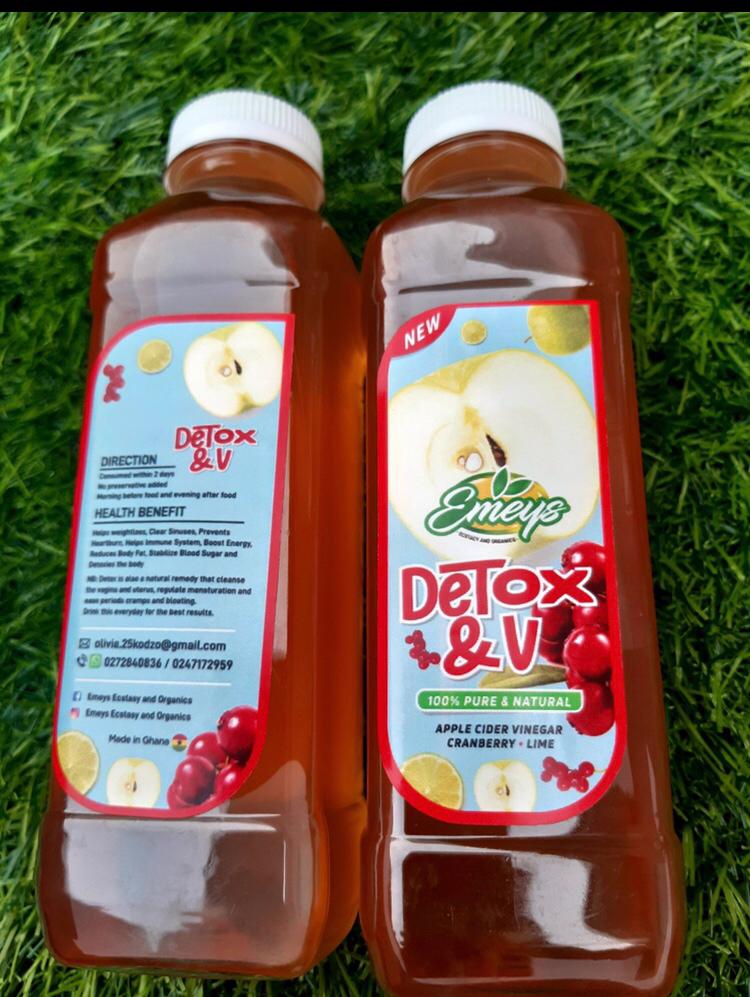 DETOX
& V
DIRECTION
Consumed within 2 days
No preservative added
Morning before food and evening after food
HEALTH BENEFIT
Helps weightloss, Clear Sinuses, Prevents
Heartburn, Helps Immune System, Boost Energy,
Reduces Body Fat, Stabilize Blood Sugar and
Detoxies the body
NB: Detox is aloe a natural remedy that cleanse
the vagina and uterus, regulate mensturation and
ease periods cramps and bloating.
Drink this everyday for the best results.
olivia.25kodzo@gmail.com
0272840836 / 0247172959
Emeys Ecstasy and Organics
Emeys Ecstasy and Organics
Made in Ghana
NEW
Emeys
ECSTACY AND ORGANICS
DETOX
& V
100% PURE & NATURAL
APPLE CIDER VINEGAR
CRANBERRY • LIME